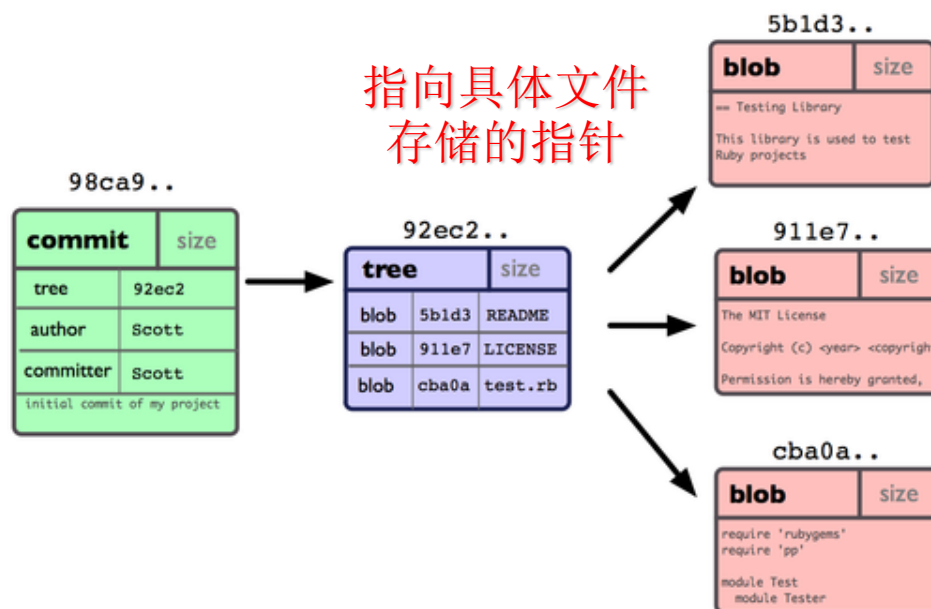 指向具体文件
存储的指针
98ca9..
commit size
tree 92ec2
author Scott
committer Scott
initial commit of my project
92ec2..
tree size
blob 5b1d3 README
blob 911e7 LICENSE
blob cba0a test.rb
5b1d3..
blob size
== Testing Library
This library is used to test
Ruby projects
911e7..
blob size
The MIT License
Copyright (c) <year> <copyright
Permission is hereby granted,
cba0a..
blob size
require 'rubygems'
require 'pp'
module Test
module Tester